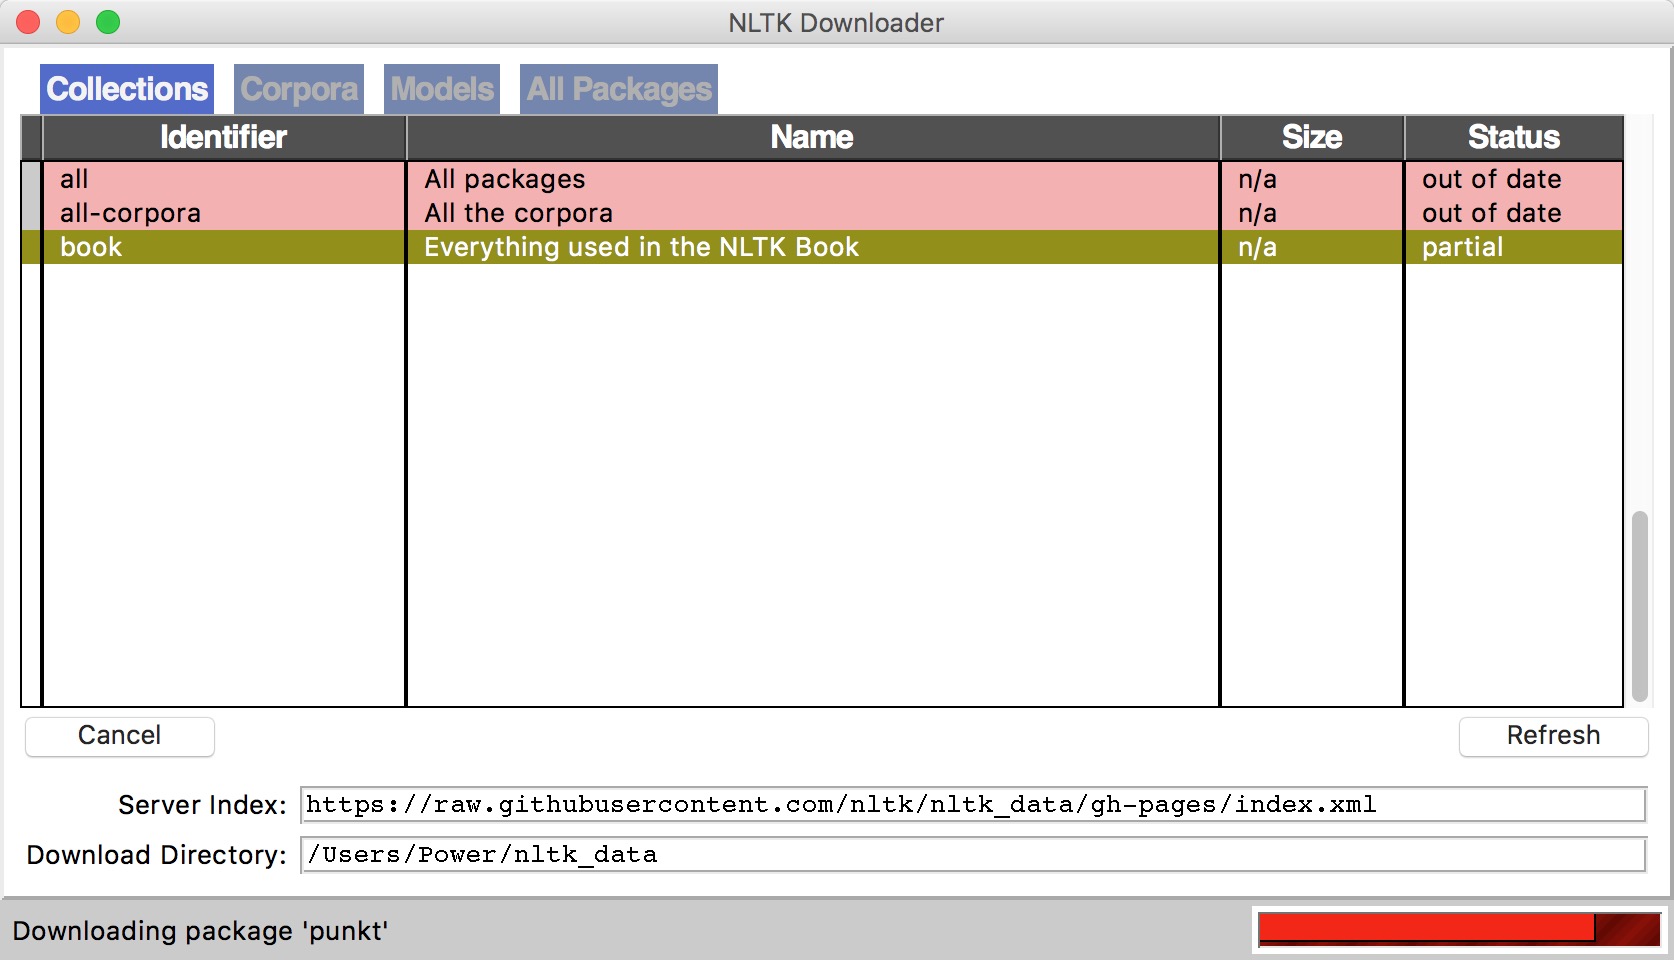 NLTK Downloader
Collections Corpora Models All Packages
Identifier Name Size Status
all All packages n/a out of date
all-corpora All the corpora n/a out of date
book Everything used in the NLTK Book n/a partial
Cancel Refresh
Server Index: https://raw.githubusercontent.com/nltk/nltk_data/gh-pages/index.xml
Download Directory: /Users/Power/nltk_data
Downloading package 'punkt'